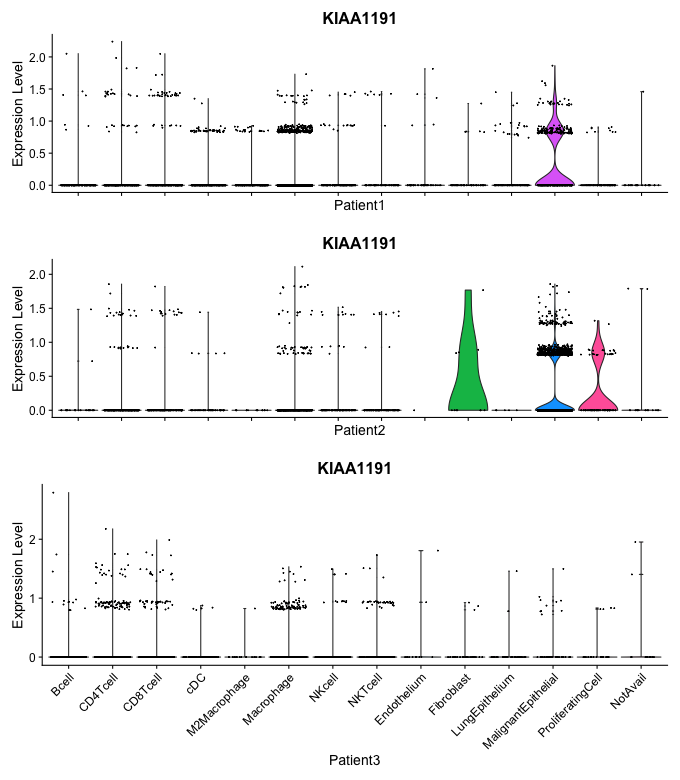 KIAA1191
Expression Level
2.0
1.5
1.0
0.5
0.0
Patient1
KIAA1191
Expression Level
2.0
1.5
1.0
0.5
0.0
Patient2
KIAA1191
Expression Level
2
1
0
Bcell
CD4Tcell
CD8Tcell
cDC
M2Macrophage
Macrophage
NKcell
NKTcell
Endothelium
Fibroblast
LungEpithelium
MalignantEpithelial
ProliferatingCell
NotAvail
Patient3